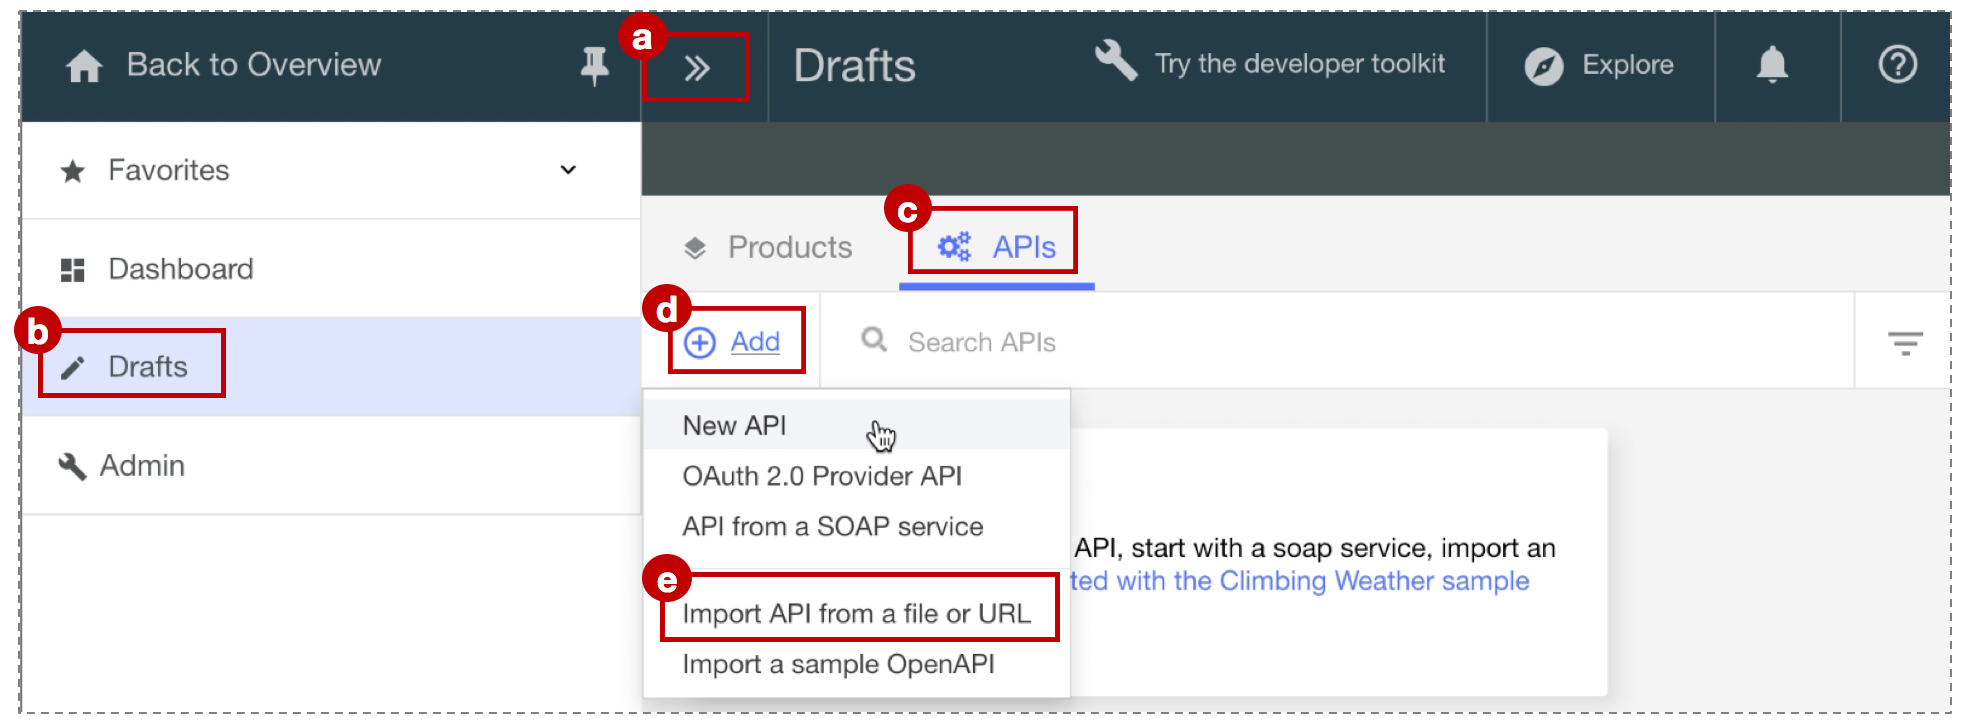 Back to Overview
a
Drafts
Try the developer toolkit
Explore
Favorites
Dashboard
b
Drafts
Admin
Products
c
APIs
d
Add
Search APIs
New API
OAuth 2.0 Provider API
API from a SOAP service
e
Import API from a file or URL
Import a sample OpenAPI
API, start with a soap service, import an
ted with the Climbing Weather sample